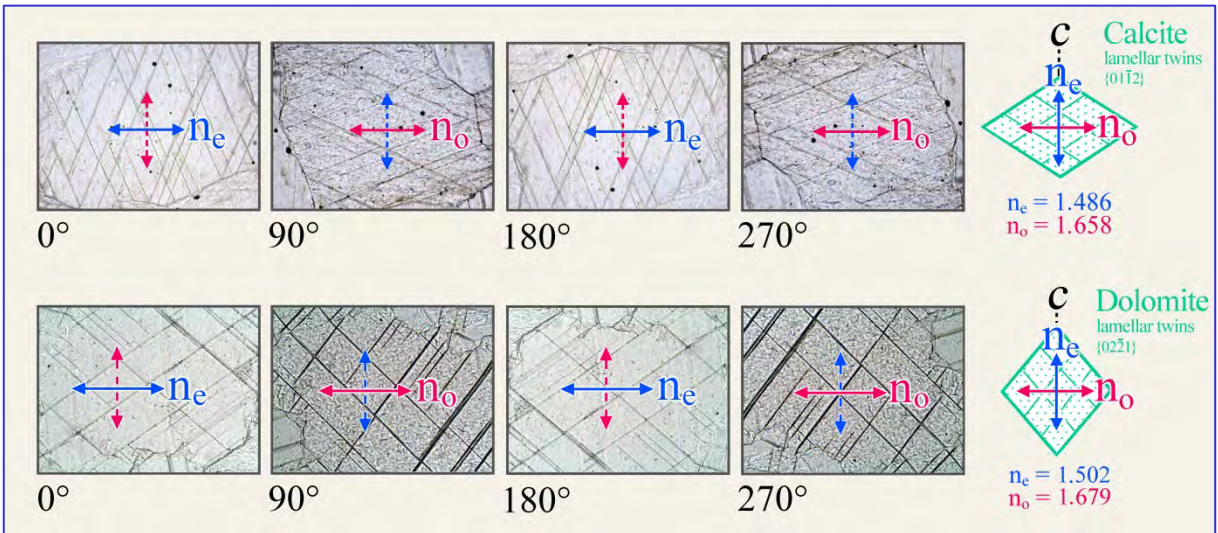 nₑ
0°
nₒ
90°
nₑ
180°
nₒ
270°
c
Calcite
lamellar twins
{011̄2}
nₑ
nₒ
nₑ = 1.486
nₒ = 1.658
nₑ
0°
nₒ
90°
nₑ
180°
nₒ
270°
c
Dolomite
lamellar twins
{022̄1}
nₑ
nₒ
nₑ = 1.502
nₒ = 1.679